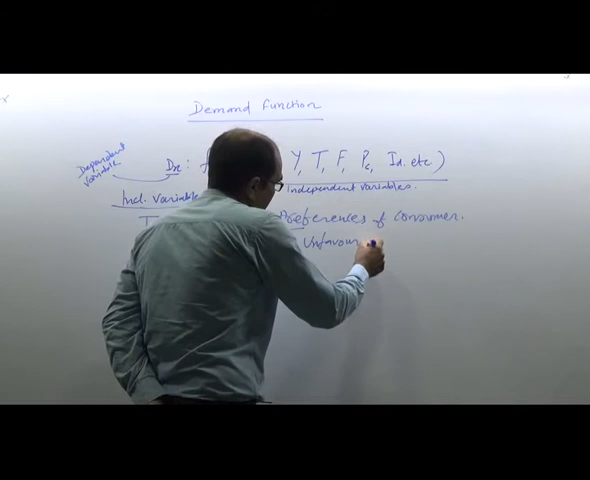 Demand function
Dependent variable
Dx : f Y, T, F, Pc, Id. etc)
Ind. Variable Independent variables.
T Preferences of consumer.
Unfavour